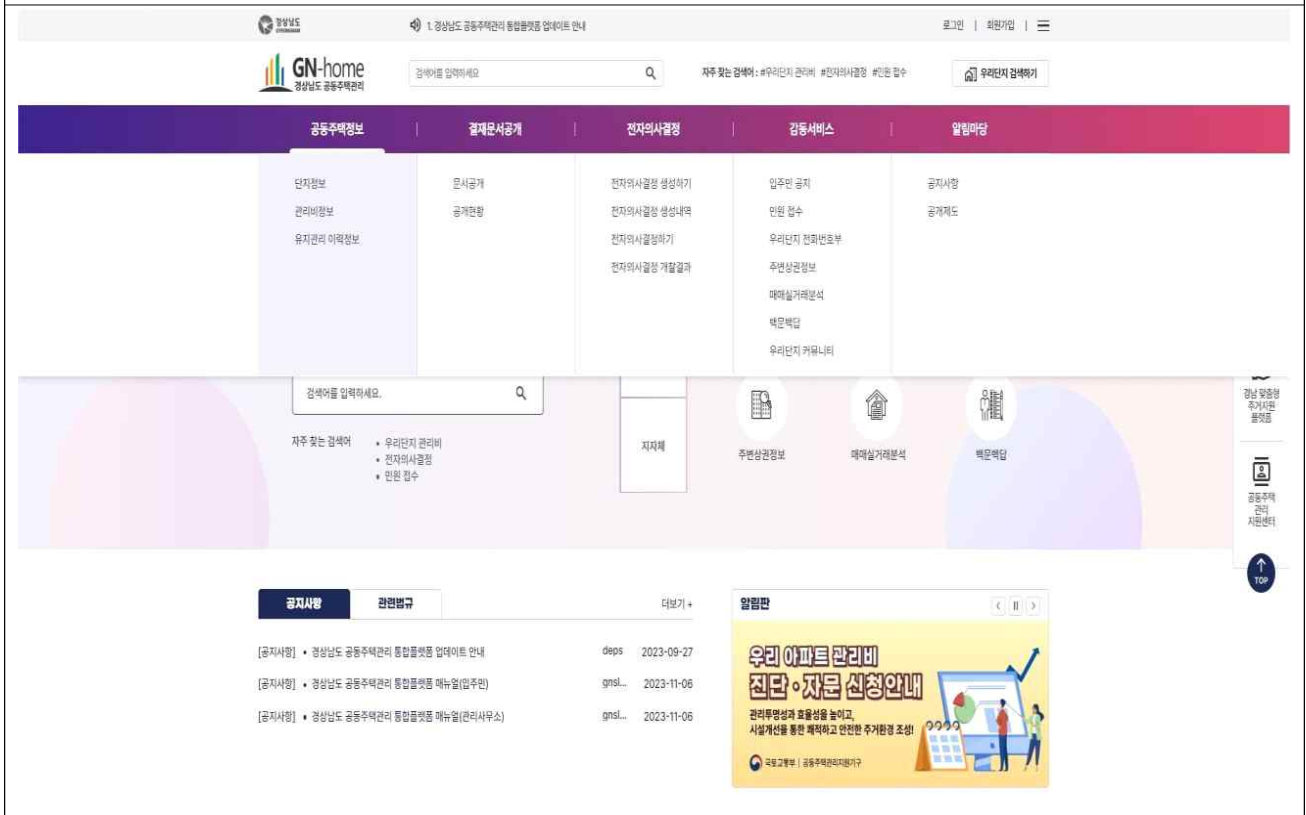 경상남도
1. 경상남도 공동주택관리 통합플랫폼 업데이트 안내
로그인 | 회원가입 |
GN-home
경상남도 공동주택관리
검색어를 입력하세요
자주 찾는 검색어 : #우리단지 관리비 #전자의사결정 #민원 접수
우리단지 검색하기
공동주택정보 | 결재문서공개 | 전자의사결정 | 감동서비스 | 알림마당
단지정보
관리비정보
유지관리 이력정보
문서공개
공개현황
전자의사결정 생성하기
전자의사결정 생성내역
전자의사결정하기
전자의사결정 개찰결과
입주민 공지
민원 접수
우리단지 전화번호부
주변상권정보
매매실거래분석
백문백답
우리단지 커뮤니티
공지사항
공개제도
검색어를 입력하세요.
자주 찾는 검색어
• 우리단지 관리비
• 전자의사결정
• 민원 접수
지자체
주변상권정보
매매실거래분석
백문백답
경남 맞춤형
주거지원
플랫폼
공동주택
관리
지원센터
TOP
공지사항
관련법규
더보기 +
[공지사항] • 경상남도 공동주택관리 통합플랫폼 업데이트 안내 deps 2023-09-27
[공지사항] • 경상남도 공동주택관리 통합플랫폼 매뉴얼(입주민) gnsl... 2023-11-06
[공지사항] • 경상남도 공동주택관리 통합플랫폼 매뉴얼(관리사무소) gnsl... 2023-11-06
알림판
우리 아파트 관리비
진단•자문 신청안내
관리투명성과 효율성을 높이고,
시설개선을 통한 쾌적하고 안전한 주거환경 조성!
국토교통부 | 공동주택관리지원기구